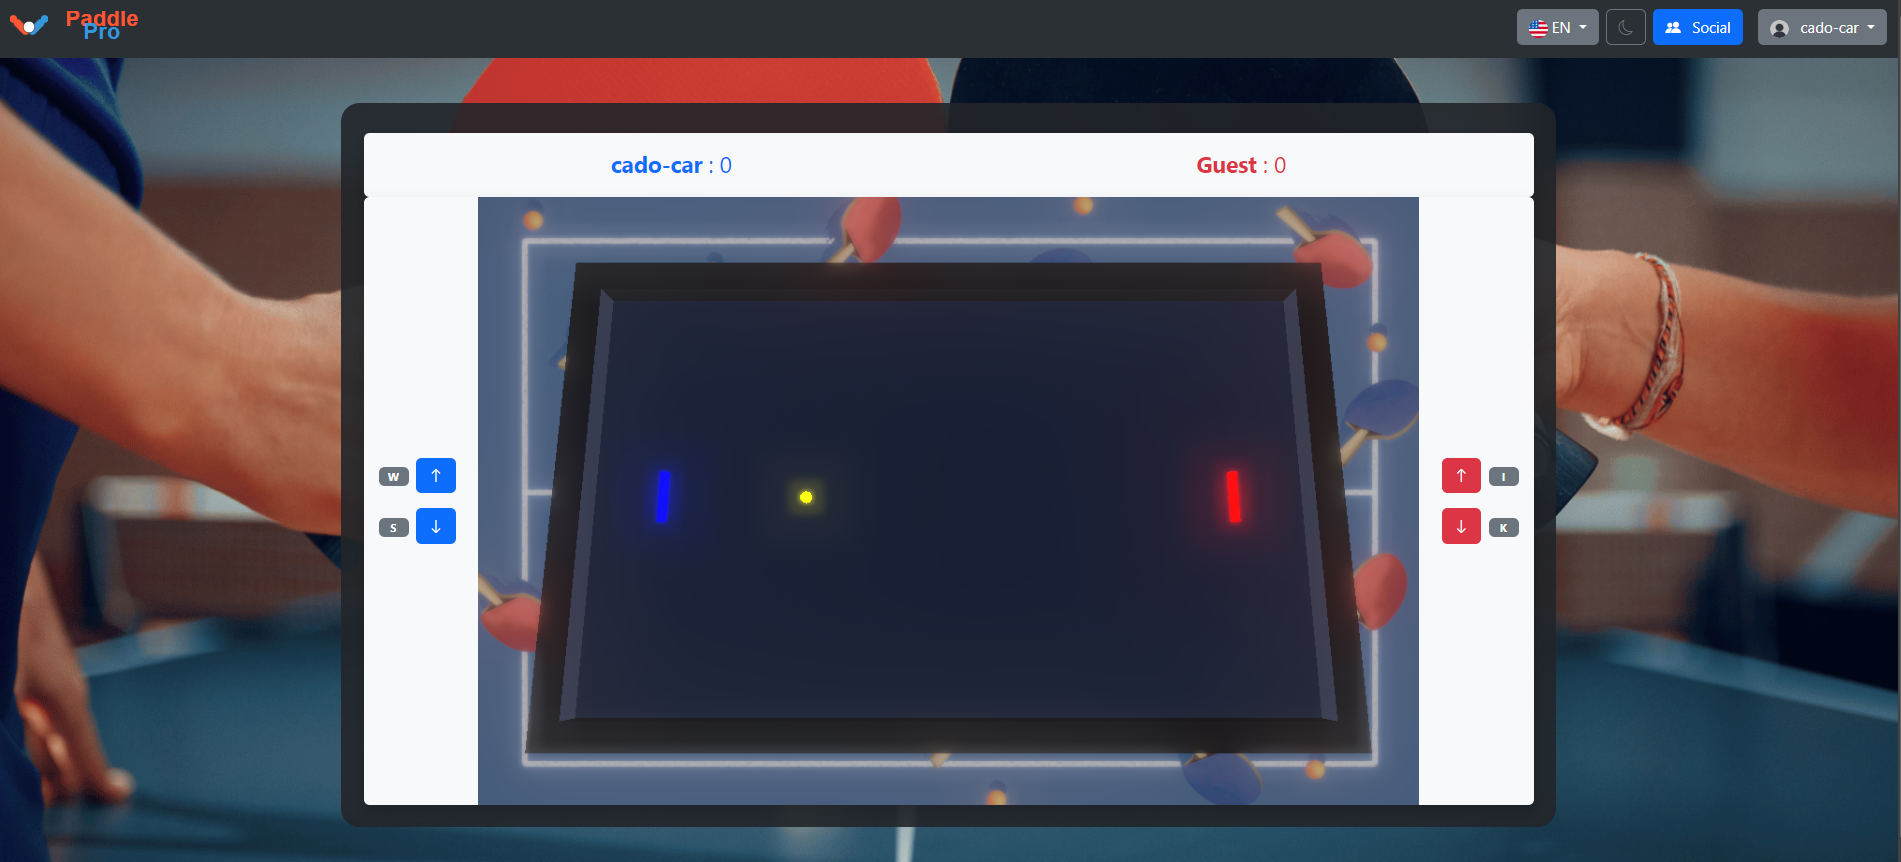 Paddle
Pro
EN
Social
cado-car
cado-car : 0
Guest : 0
W ↑
S ↓
↑ I
↓ K